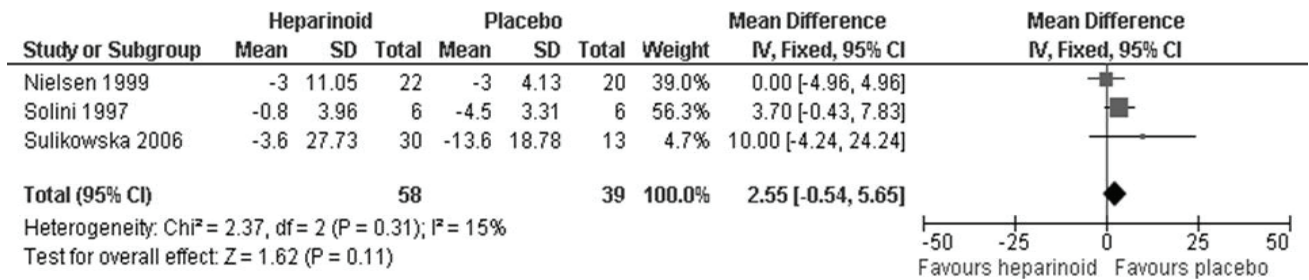 Heparinoid Placebo Mean Difference Mean Difference
Study or Subgroup Mean SD Total Mean SD Total Weight IV, Fixed, 95% CI IV, Fixed, 95% CI
Nielsen 1999 -3 11.05 22 -3 4.13 20 39.0% 0.00 [-4.96, 4.96]
Solini 1997 -0.8 3.96 6 -4.5 3.31 6 56.3% 3.70 [-0.43, 7.83]
Sulikowska 2006 -3.6 27.73 30 -13.6 18.78 13 4.7% 10.00 [-4.24, 24.24]
Total (95% CI) 58 39 100.0% 2.55 [-0.54, 5.65]
Heterogeneity: Chi² = 2.37, df = 2 (P = 0.31); I² = 15%
Test for overall effect: Z = 1.62 (P = 0.11)
-50 -25 0 25 50
Favours heparinoid Favours placebo